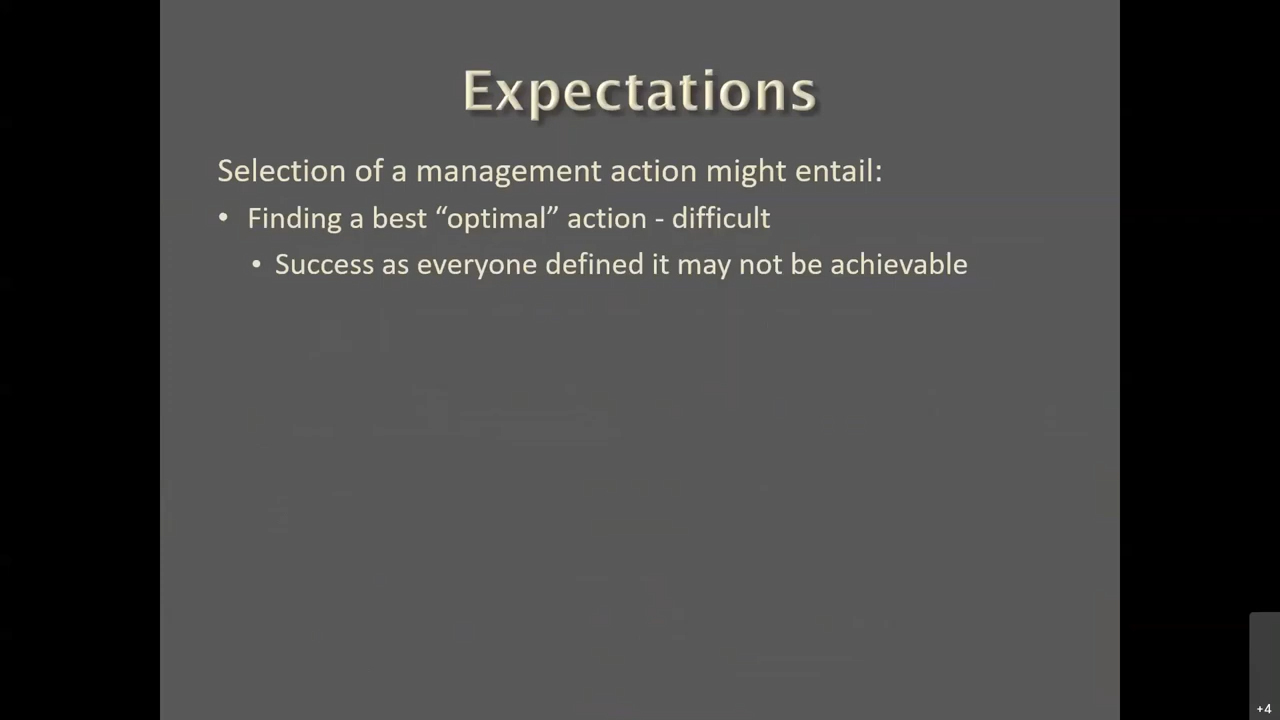 Expectations
Selection of a management action might entail:
• Finding a best “optimal” action - difficult
• Success as everyone defined it may not be achievable
+4